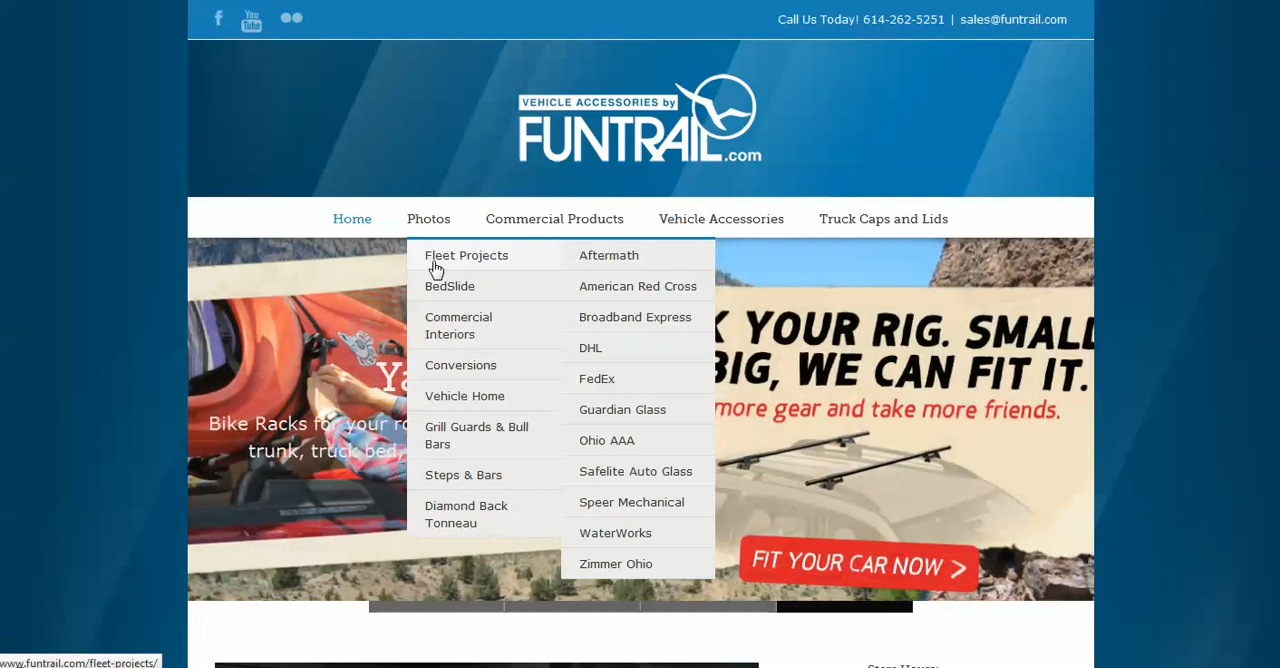 Call Us Today! 614-262-5251 | sales@funtrail.com
You
Tube
VEHICLE ACCESSORIES by
FUNTRAIL.com
Home Photos Commercial Products Vehicle Accessories Truck Caps and Lids
Fleet Projects
BedSlide
Commercial
Interiors
Conversions
Vehicle Home
Grill Guards & Bull
Bars
Steps & Bars
Diamond Back
Tonneau
Aftermath
American Red Cross
Broadband Express
DHL
FedEx
Guardian Glass
Ohio AAA
Safelite Auto Glass
Speer Mechanical
WaterWorks
Zimmer Ohio
Bike Racks for your
trunk, truck bed,
YOUR RIG. SMALL
BIG, WE CAN FIT IT.
more gear and take more friends.
FIT YOUR CAR NOW >
www.funtrail.com/fleet-projects/